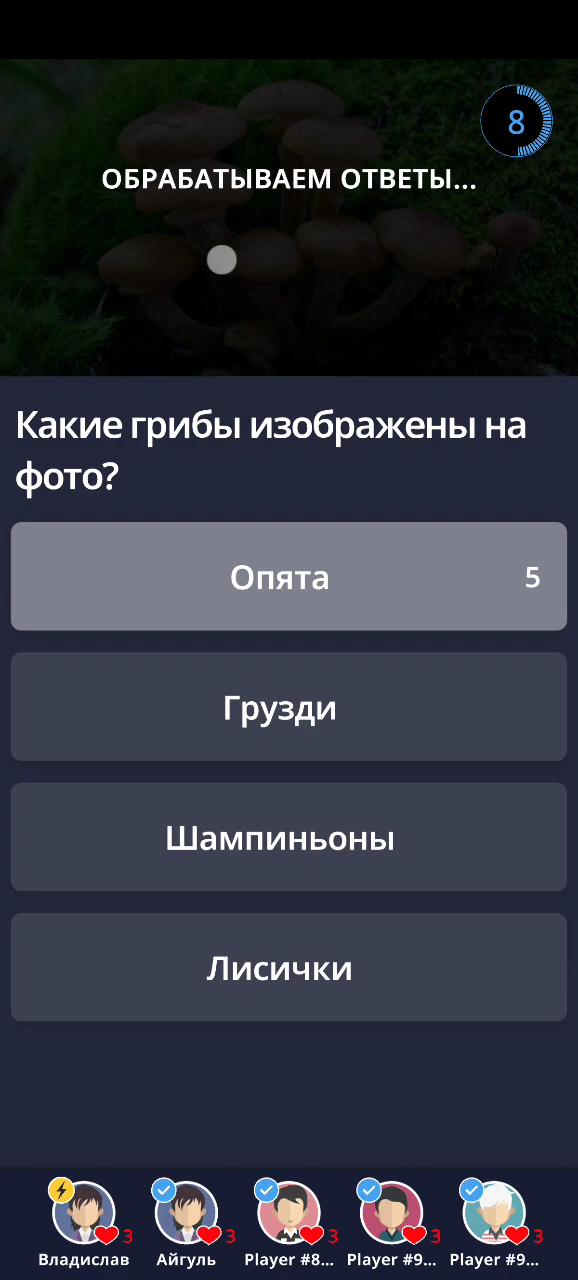 8
ОБРАБАТЫВАЕМ ОТВЕТЫ...
Какие грибы изображены на
фото?
Опята 5
Грузди
Шампиньоны
Лисички
3 3 3 3 3
Владислав Айгуль Player #8... Player #9... Player #9...